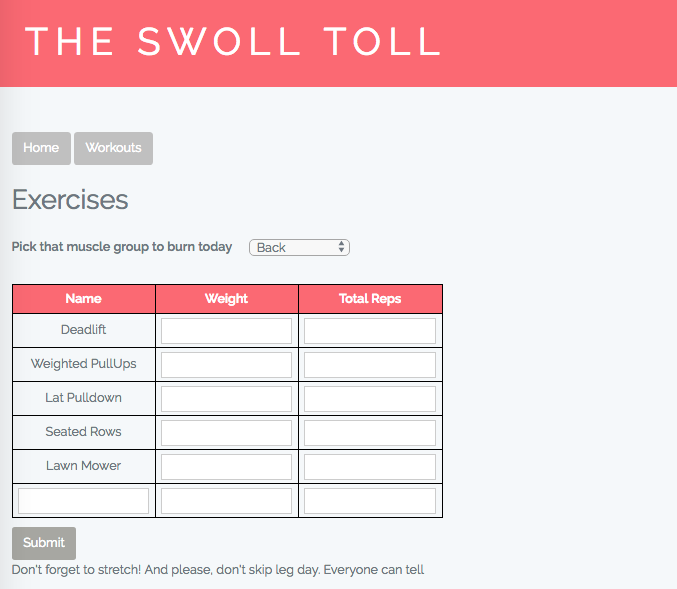 THE SWOLL TOLL
Home Workouts
Exercises
Pick that muscle group to burn today Back
Name Weight Total Reps
Deadlift
Weighted PullUps
Lat Pulldown
Seated Rows
Lawn Mower
Submit
Don't forget to stretch! And please, don't skip leg day. Everyone can tell